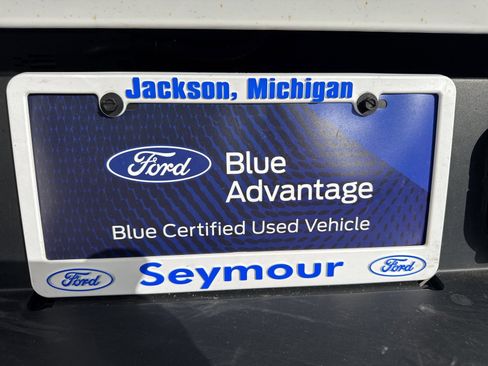 Jackson, Michigan
Ford
Blue
Advantage
Blue Certified Used Vehicle
Ford Seymour Ford